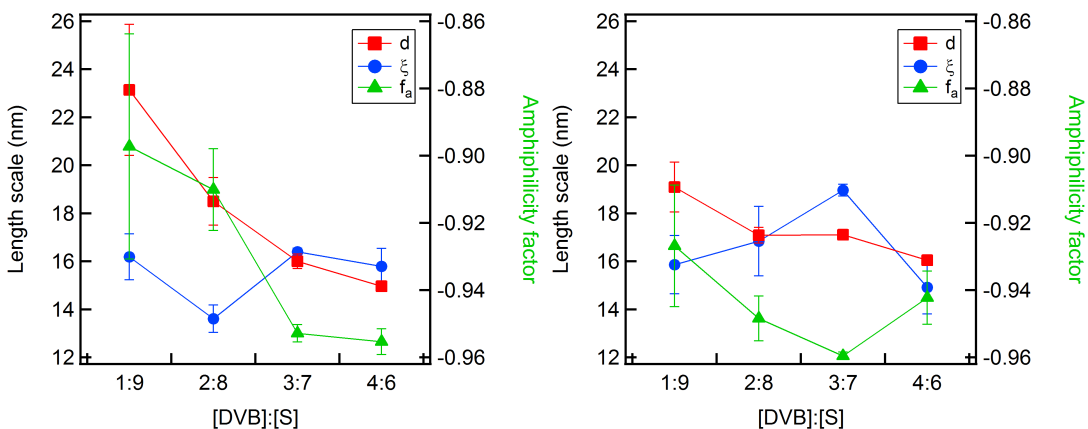 26
24
22
20
18
16
14
12
Length scale (nm)
-0.86
-0.88
-0.90
-0.92
-0.94
-0.96
Amphiphilicity factor
d
ξ
fa
1:9 2:8 3:7 4:6
[DVB]:[S]
26
24
22
20
18
16
14
12
Length scale (nm)
-0.86
-0.88
-0.90
-0.92
-0.94
-0.96
Amphiphilicity factor
d
ξ
fa
1:9 2:8 3:7 4:6
[DVB]:[S]